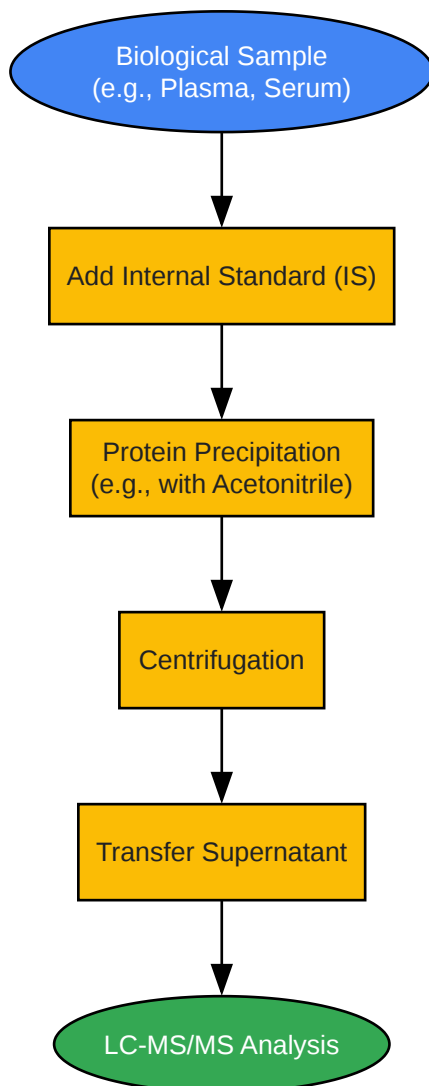 Biological Sample
(e.g., Plasma, Serum)
Add Internal Standard (IS)
Protein Precipitation
(e.g., with Acetonitrile)
Centrifugation
Transfer Supernatant
LC-MS/MS Analysis